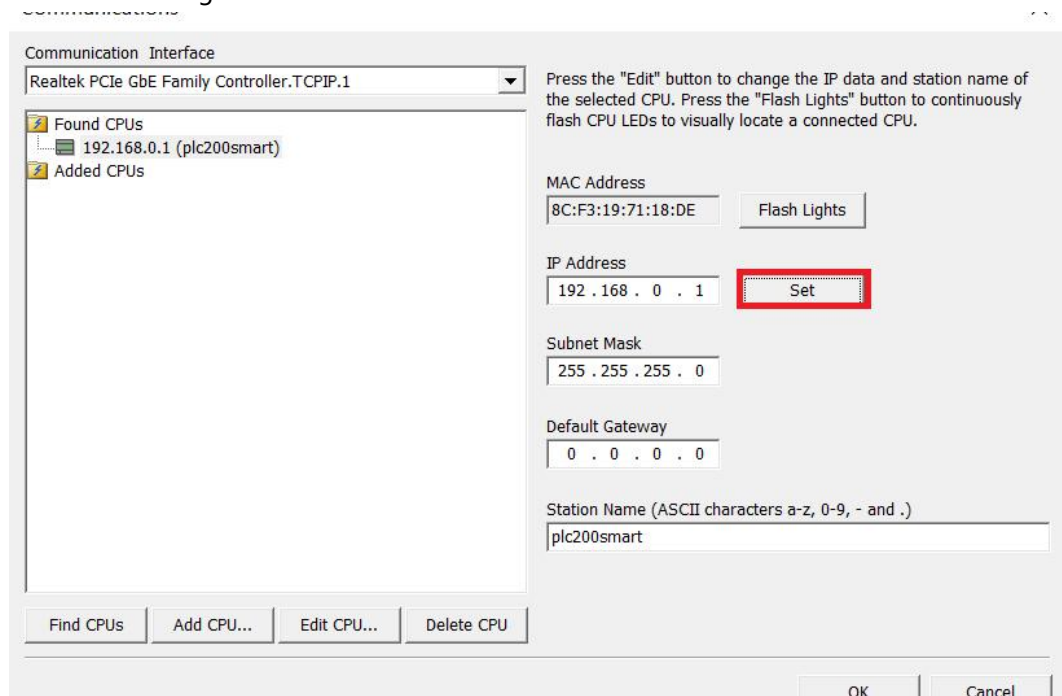 Communications
Communication Interface
Realtek PCIe GbE Family Controller.TCPIP.1
Found CPUs
192.168.0.1 (plc200smart)
Added CPUs
Find CPUs
Add CPU...
Edit CPU...
Delete CPU
Press the "Edit" button to change the IP data and station name of
the selected CPU. Press the "Flash Lights" button to continuously
flash CPU LEDs to visually locate a connected CPU.
MAC Address
8C:F3:19:71:18:DE
Flash Lights
IP Address
192 . 168 . 0 . 1
Set
Subnet Mask
255 . 255 . 255 . 0
Default Gateway
0 . 0 . 0 . 0
Station Name (ASCII characters a-z, 0-9, - and .)
plc200smart
OK
Cancel